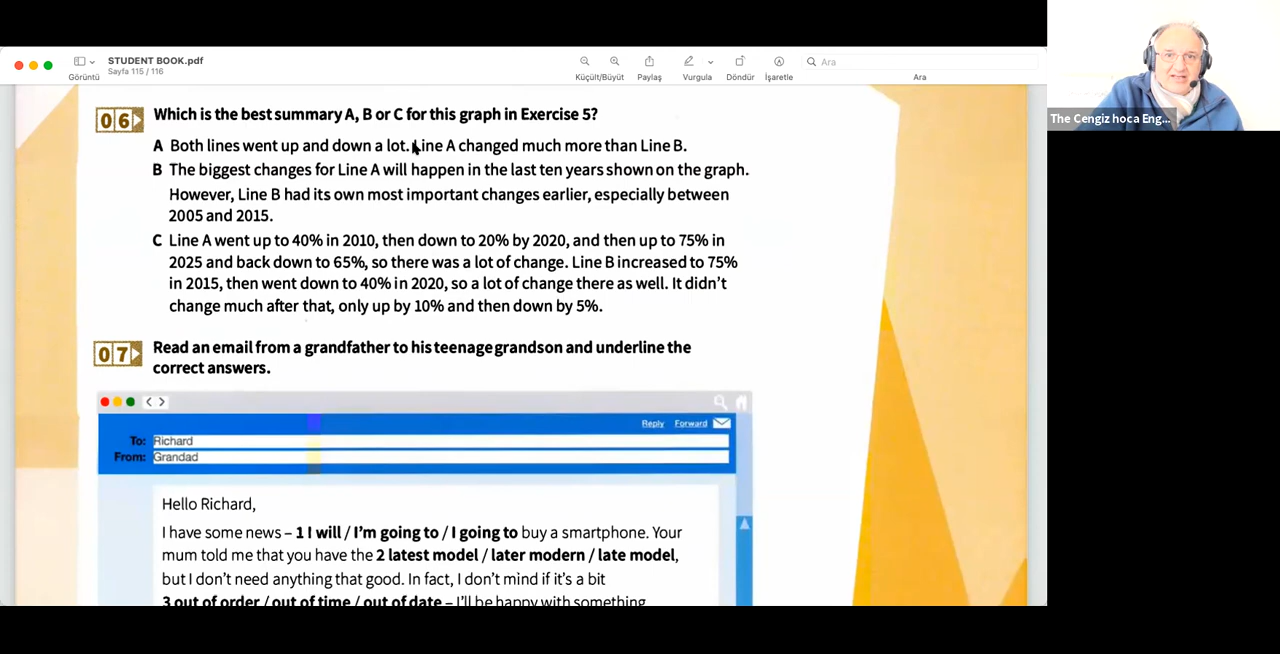 STUDENT BOOK.pdf
Sayfa 115 / 116
Görüntü
Küçült/Büyüt
Paylaş
Vurgula
Döndür
İşaretle
Ara
Ara
The Cengiz hoca Eng...
06 Which is the best summary A, B or C for this graph in Exercise 5?
A Both lines went up and down a lot. Line A changed much more than Line B.
B The biggest changes for Line A will happen in the last ten years shown on the graph.
However, Line B had its own most important changes earlier, especially between
2005 and 2015.
C Line A went up to 40% in 2010, then down to 20% by 2020, and then up to 75% in
2025 and back down to 65%, so there was a lot of change. Line B increased to 75%
in 2015, then went down to 40% in 2020, so a lot of change there as well. It didn't
change much after that, only up by 10% and then down by 5%.
07 Read an email from a grandfather to his teenage grandson and underline the
correct answers.
Reply Forward
To: Richard
From: Grandad
Hello Richard,
I have some news – 1 I will / I'm going to / I going to buy a smartphone. Your
mum told me that you have the 2 latest model / later modern / late model,
but I don't need anything that good. In fact, I don't mind if it's a bit
3 out of order / out of time / out of date – I'll be happy with something